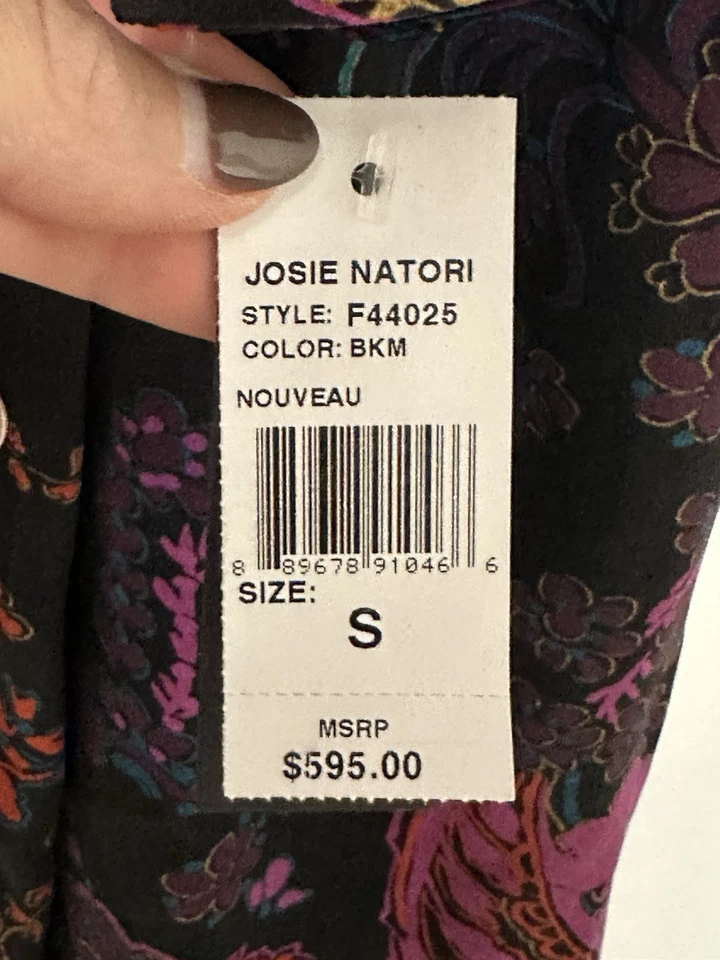 JOSIE NATORI
STYLE: F44025
COLOR: BKM
NOUVEAU
8 89678 91046 6
SIZE:
S
MSRP
$595.00